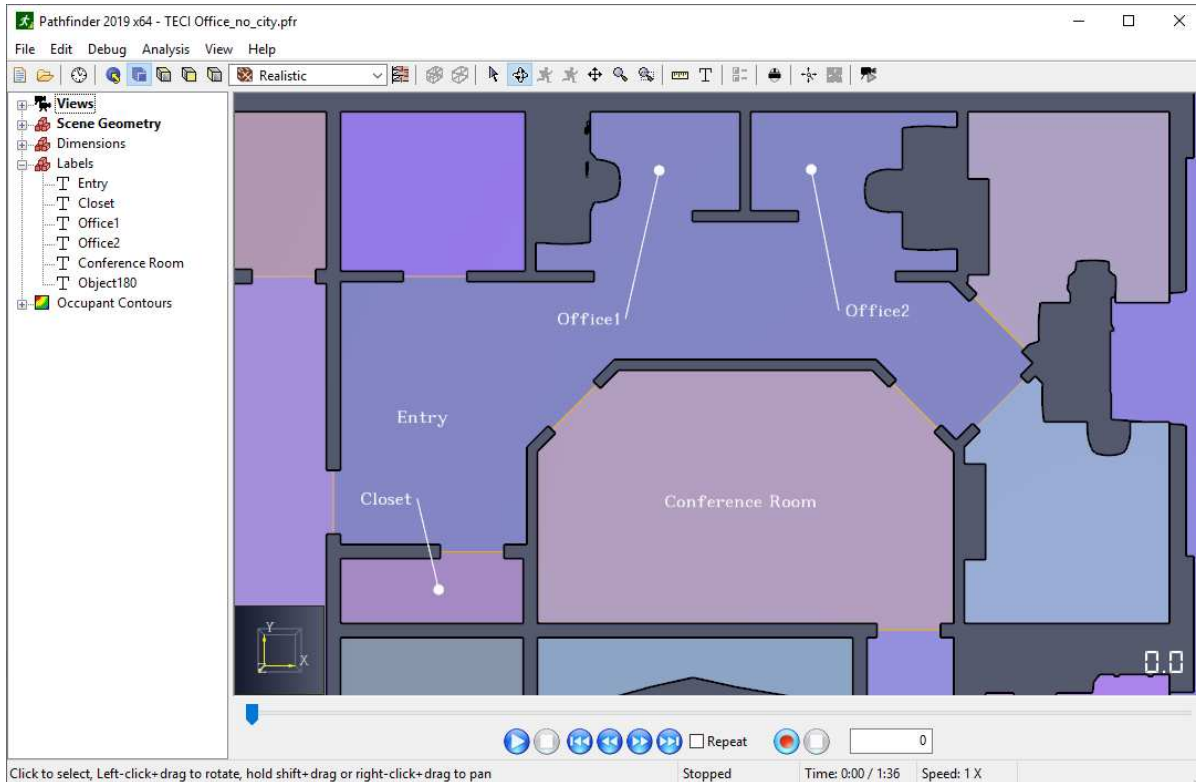 Pathfinder 2019 x64 - TECI Office_no_city.pfr
File Edit Debug Analysis View Help
Realistic
Views
Scene Geometry
Dimensions
Labels
Entry
Closet
Office1
Office2
Conference Room
Object180
Occupant Contours
Office1
Office2
Entry
Closet
Conference Room
Y
X
Z
0.0
Repeat
0
Click to select, Left-click+drag to rotate, hold shift+drag or right-click+drag to pan Stopped Time: 0:00 / 1:36 Speed: 1 X